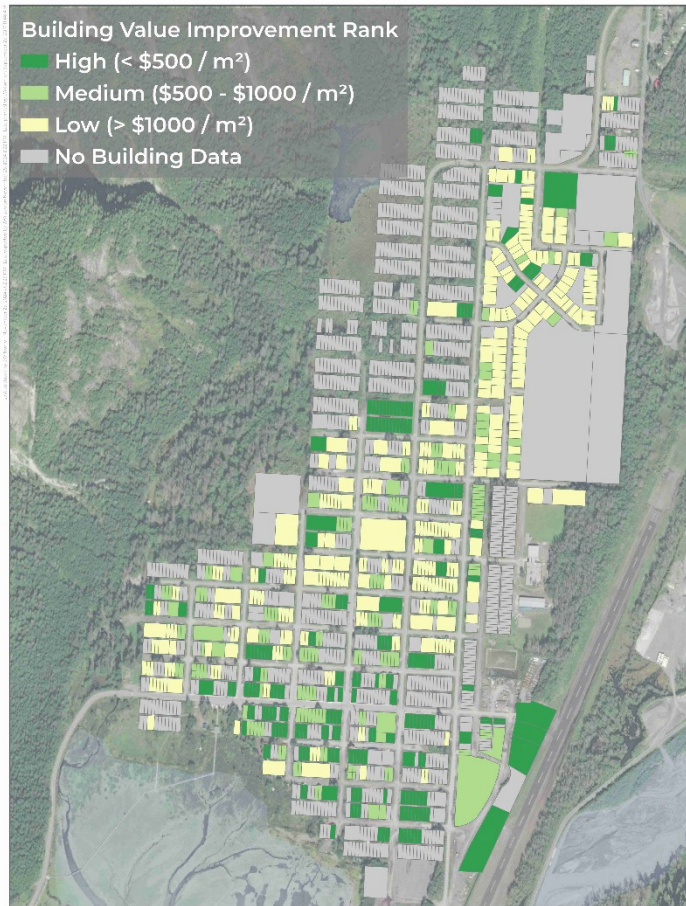 Building Value Improvement Rank
High (< $500 / m²)
Medium ($500 - $1000 / m²)
Low (> $1000 / m²)
No Building Data